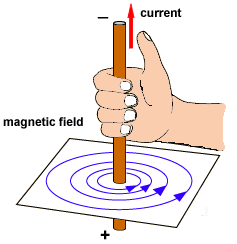 –
current
magnetic field
+